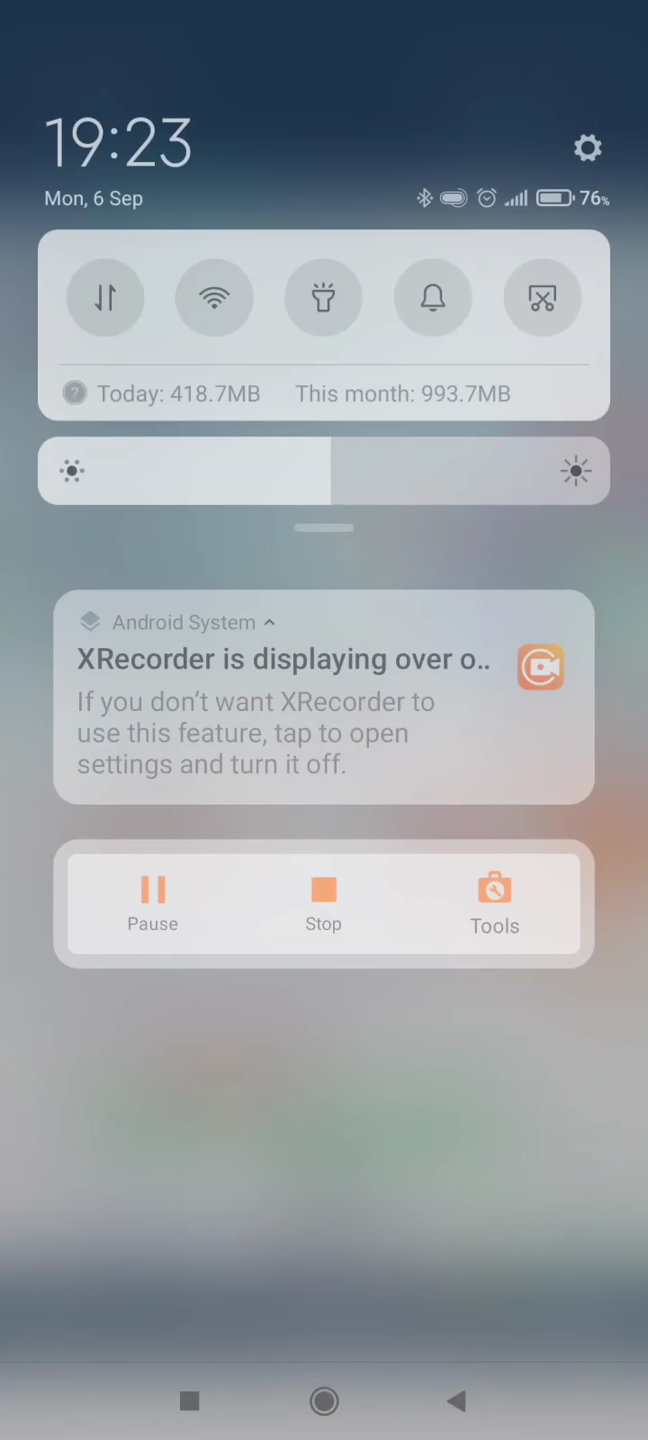 19:23
Mon, 6 Sep
76%
Today: 418.7MB This month: 993.7MB
Android System
XRecorder is displaying over o..
If you don’t want XRecorder to
use this feature, tap to open
settings and turn it off.
Pause Stop Tools